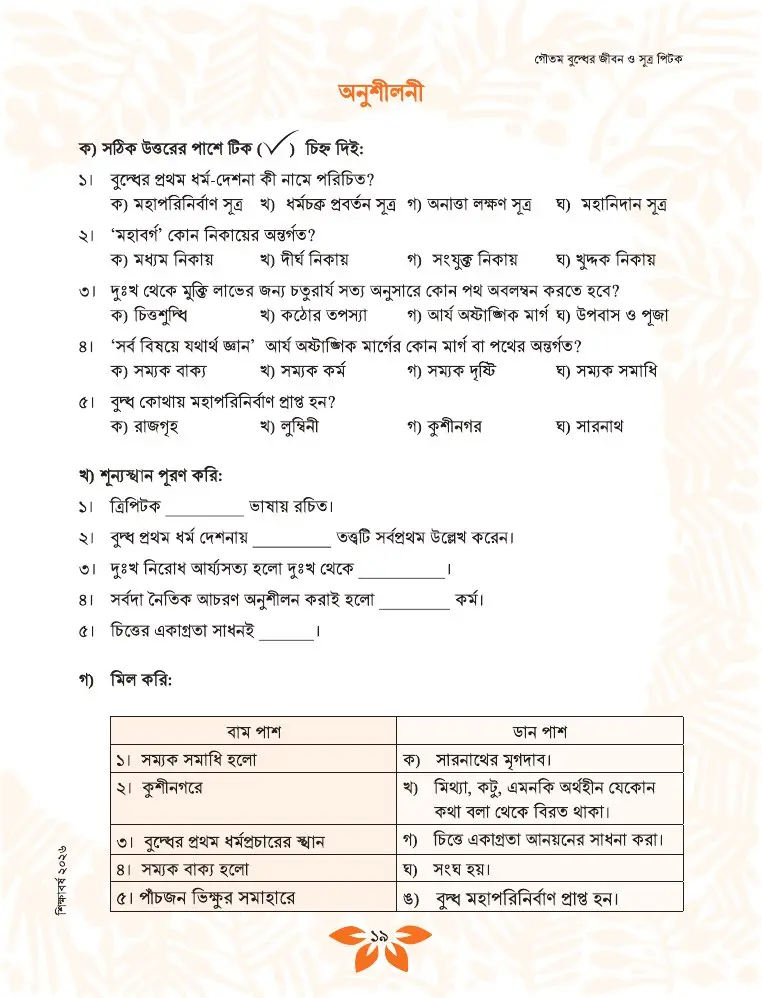 গৌতম বুদ্ধের জীবন ও সূত্র পিটক
অনুশীলনী
ক) সঠিক উত্তরের পাশে টিক (✓) চিহ্ন দিই:
১। বুদ্ধের প্রথম ধর্ম-দেশনা কী নামে পরিচিত?
ক) মহাপরিনির্বাণ সূত্র খ) ধর্মচক্র প্রবর্তন সূত্র গ) অনাত্তা লক্ষণ সূত্র ঘ) মহানিদান সূত্র
২। ‘মহাবর্গ’ কোন নিকায়ের অন্তর্গত?
ক) মধ্যম নিকায় খ) দীর্ঘ নিকায় গ) সংযুক্ত নিকায় ঘ) খুদ্দক নিকায়
৩। দুঃখ থেকে মুক্তি লাভের জন্য চতুরার্য সত্য অনুসারে কোন পথ অবলম্বন করতে হবে?
ক) চিত্তশুদ্ধি খ) কঠোর তপস্যা গ) আর্য অষ্টাঙ্গিক মার্গ ঘ) উপবাস ও পূজা
৪। ‘সর্ব বিষয়ে যথার্থ জ্ঞান’ আর্য অষ্টাঙ্গিক মার্গের কোন মার্গ বা পথের অন্তর্গত?
ক) সম্যক বাক্য খ) সম্যক কর্ম গ) সম্যক দৃষ্টি ঘ) সম্যক সমাধি
৫। বুদ্ধ কোথায় মহাপরিনির্বাণ প্রাপ্ত হন?
ক) রাজগৃহ খ) লুম্বিনী গ) কুশীনগর ঘ) সারনাথ
খ) শূন্যস্থান পূরণ করি:
১। ত্রিপিটক _________ ভাষায় রচিত।
২। বুদ্ধ প্রথম ধর্ম দেশনায় _________ তত্ত্বটি সর্বপ্রথম উল্লেখ করেন।
৩। দুঃখ নিরোধ আর্য্যসত্য হলো দুঃখ থেকে __________।
৪। সর্বদা নৈতিক আচরণ অনুশীলন করাই হলো ________ কর্ম।
৫। চিত্তের একাগ্রতা সাধনই ______।
গ) মিল করি:
বাম পাশ ডান পাশ
১। সম্যক সমাধি হলো ক) সারনাথের মৃগদাব।
২। কুশীনগরে খ) মিথ্যা, কটু, এমনকি অর্থহীন যেকোন
কথা বলা থেকে বিরত থাকা।
৩। বুদ্ধের প্রথম ধর্মপ্রচারের স্থান গ) চিত্তে একাগ্রতা আনয়নের সাধনা করা।
৪। সম্যক বাক্য হলো ঘ) সংঘ হয়।
৫। পাঁচজন ভিক্ষুর সমাহারে ঙ) বুদ্ধ মহাপরিনির্বাণ প্রাপ্ত হন।
শিক্ষাবর্ষ ২০২৬
১৯